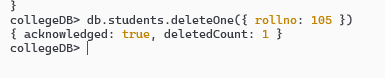 }
collegeDB> db.students.deleteOne({ rollno: 105 })
{ acknowledged: true, deletedCount: 1 }
collegeDB>